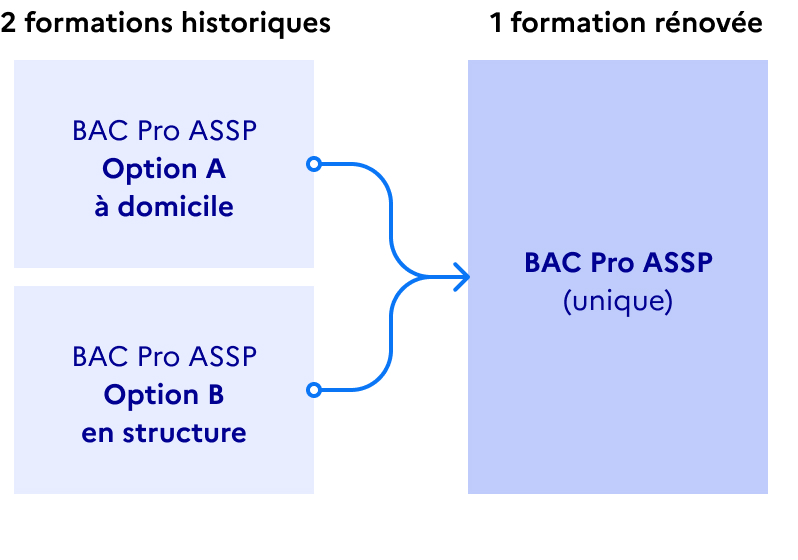 2 formations historiques
1 formation rénovée
BAC Pro ASSP
Option A
à domicile
BAC Pro ASSP
Option B
en structure
BAC Pro ASSP
(unique)